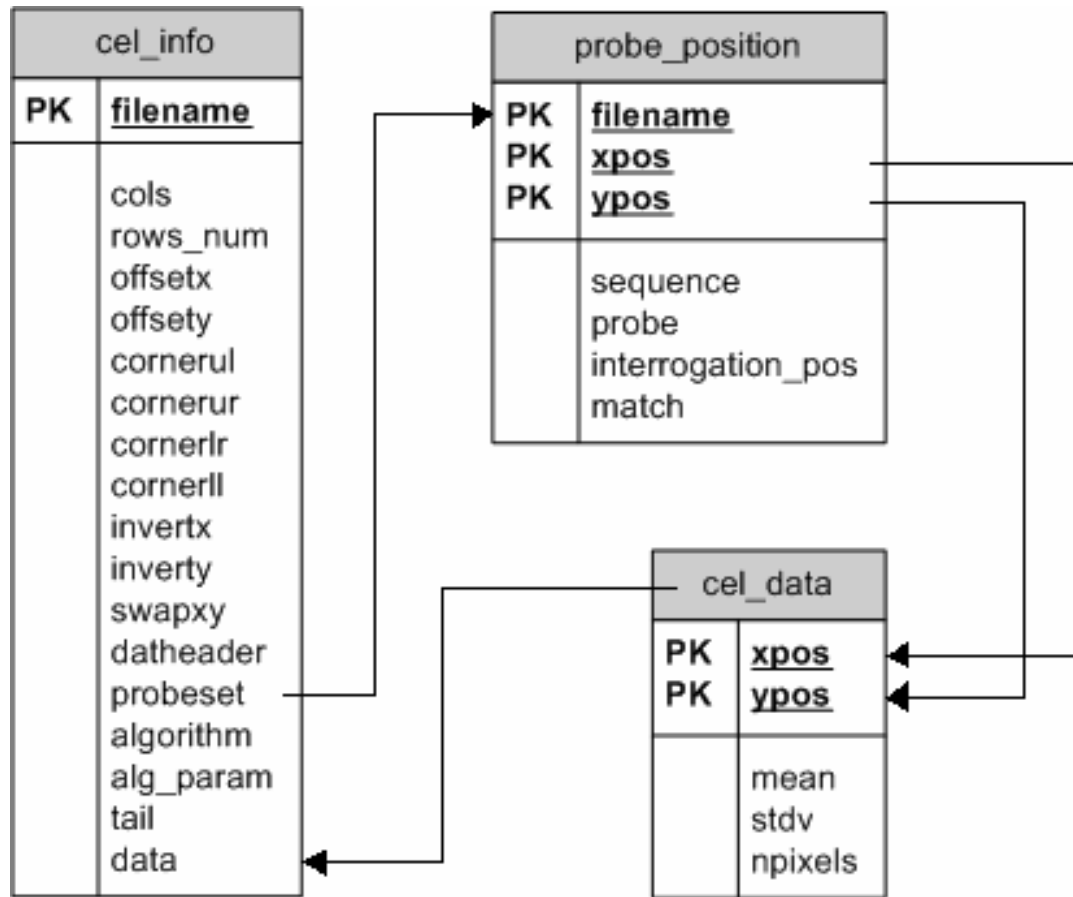 cel_info
PK filename
cols
rows_num
offsetx
offsety
cornerul
cornerur
cornerlr
cornerll
invertx
inverty
swapxy
datheader
probeset
algorithm
alg_param
tail
data
probe_position
PK filename
PK xpos
PK ypos
sequence
probe
interrogation_pos
match
cel_data
PK xpos
PK ypos
mean
stdv
npixels